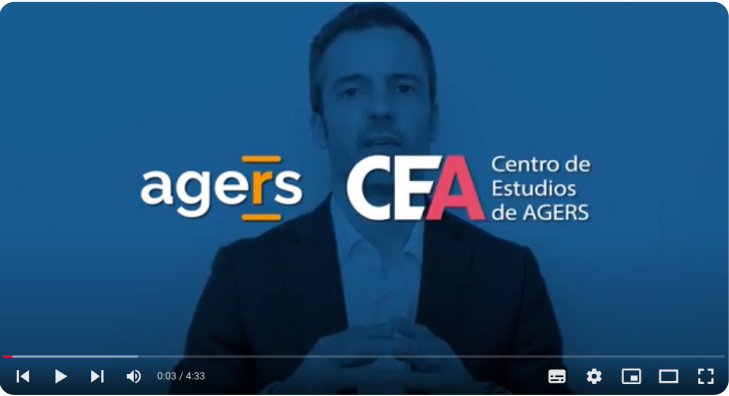 agers
CEA
Centro de
Estudios
de AGERS
0:03 / 4:33